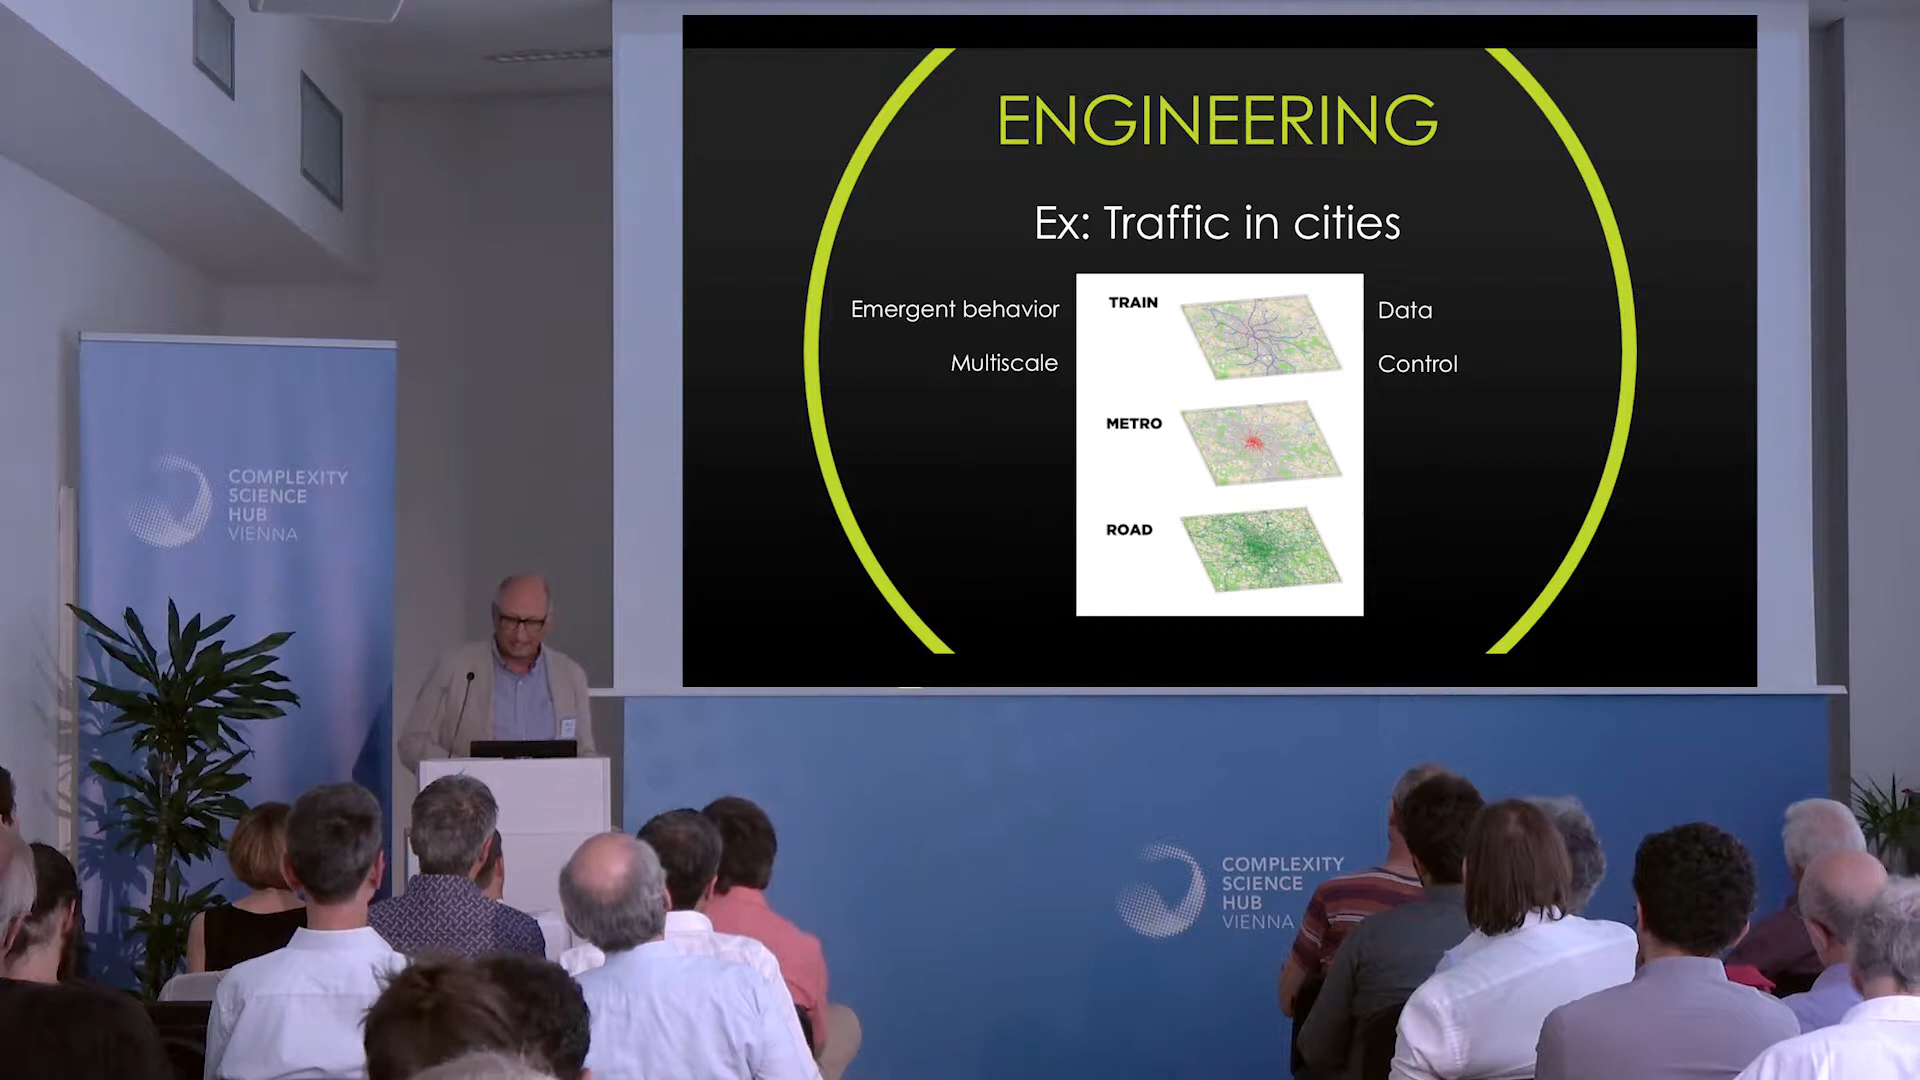 ENGINEERING
Ex: Traffic in cities
Emergent behavior
Multiscale
TRAIN
METRO
ROAD
Data
Control
COMPLEXITY
SCIENCE
HUB
VIENNA
COMPLEXITY
SCIENCE
HUB
VIENNA